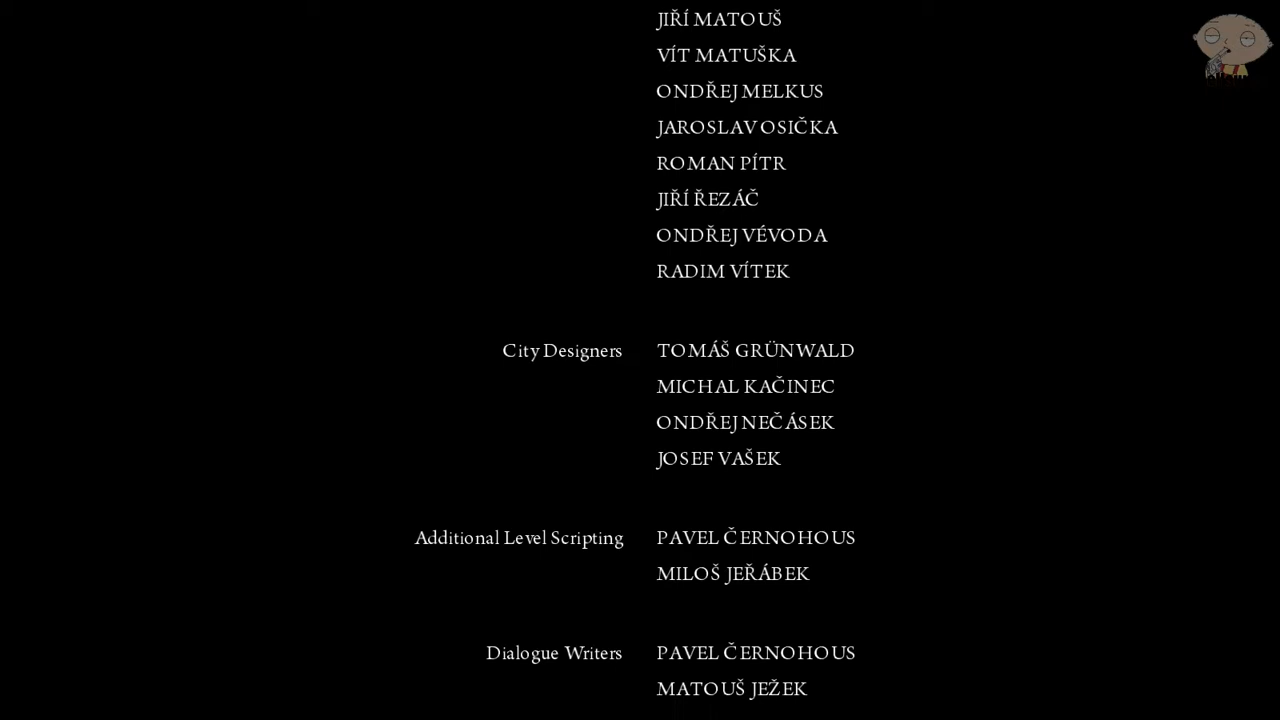 JIŘÍ MATOUŠ
VÍT MATUŠKA
ONDŘEJ MELKUS
JAROSLAV OSIČKA
ROMAN PÍTR
JIŘÍ ŘEZÁČ
ONDŘEJ VÉVODA
RADIM VÍTEK
City Designers TOMÁŠ GRÜNWALD
MICHAL KAČINEC
ONDŘEJ NEČÁSEK
JOSEF VAŠEK
Additional Level Scripting PAVEL ČERNOHOUS
MILOŠ JEŘÁBEK
Dialogue Writers PAVEL ČERNOHOUS
MATOUŠ JEŽEK